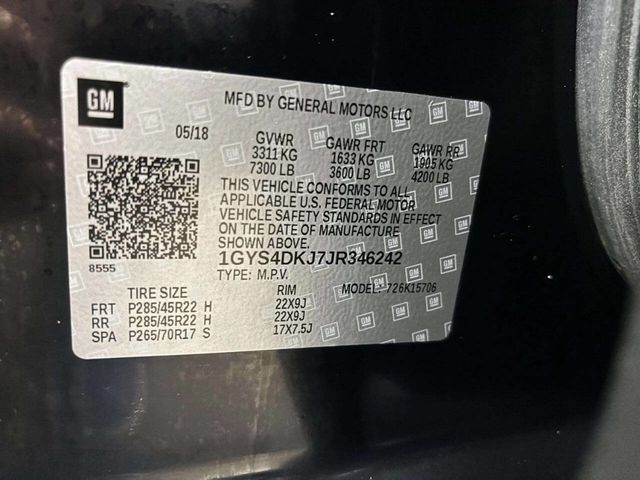 GM
MFD BY GENERAL MOTORS LLC
05/18
GVWR GAWR FRT GAWR RR
3311 KG 1633 KG 1905 KG
7300 LB 3600 LB 4200 LB
THIS VEHICLE CONFORMS TO ALL
APPLICABLE U.S. FEDERAL MOTOR
VEHICLE SAFETY STANDARDS IN EFFECT
ON THE DATE OF MANUFACTURE
SHOWN ABOVE.
8555
1GYS4DKJ7JR346242
TYPE: M.P.V. MODEL: 726K15706
TIRE SIZE RIM
FRT P285/45R22 H 22X9J
RR P285/45R22 H 22X9J
SPA P265/70R17 S 17X7.5J